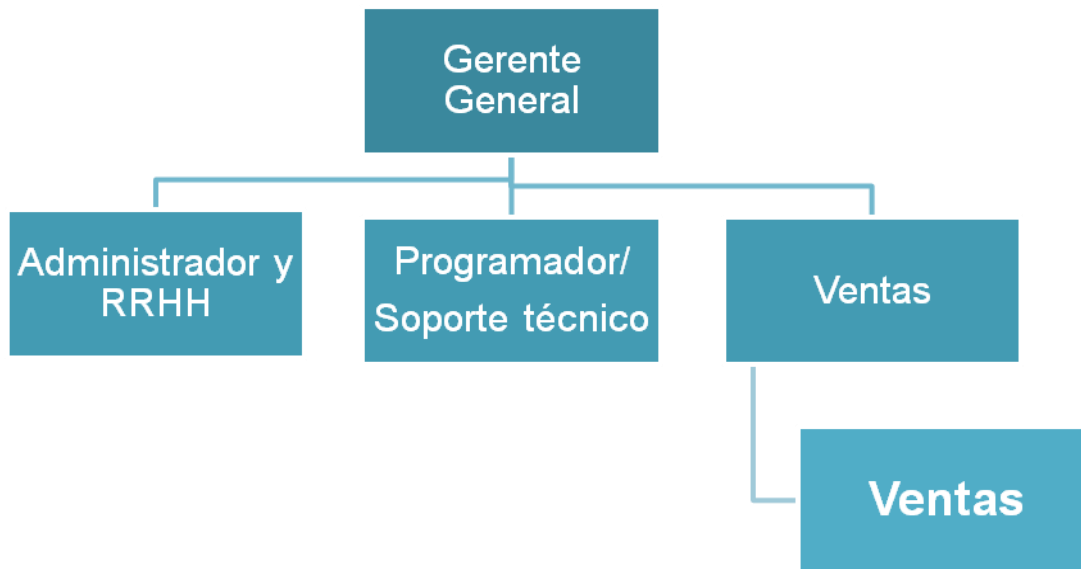 Gerente
General
Administrador y
RRHH
Programador/
Soporte técnico
Ventas
Ventas